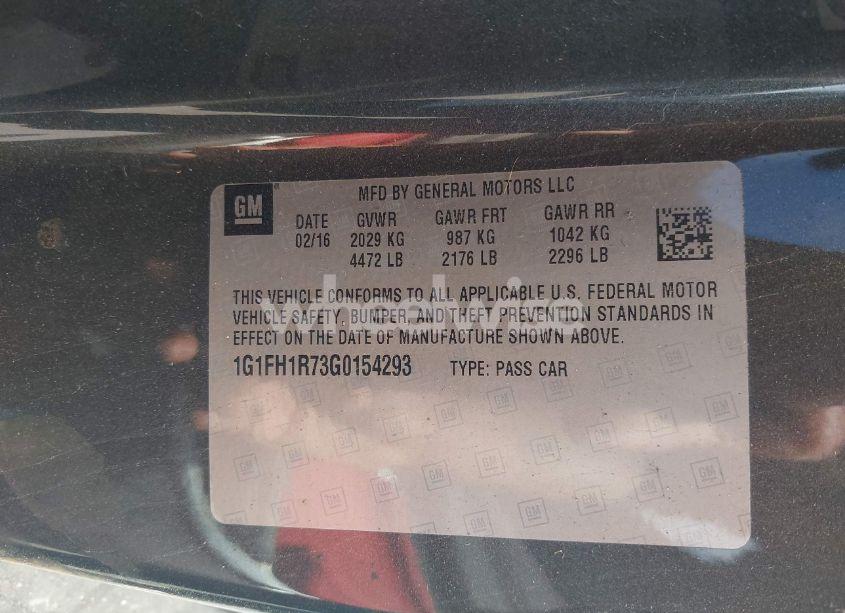 GM
MFD BY GENERAL MOTORS LLC
DATE GVWR GAWR FRT GAWR RR
02/16 2029 KG 987 KG 1042 KG
4472 LB 2176 LB 2296 LB
THIS VEHICLE CONFORMS TO ALL APPLICABLE U.S. FEDERAL MOTOR
VEHICLE SAFETY, BUMPER, AND THEFT PREVENTION STANDARDS IN
EFFECT ON THE DATE OF MANUFACTURE SHOWN ABOVE.
wheelwize
1G1FH1R73G0154293 TYPE: PASS CAR